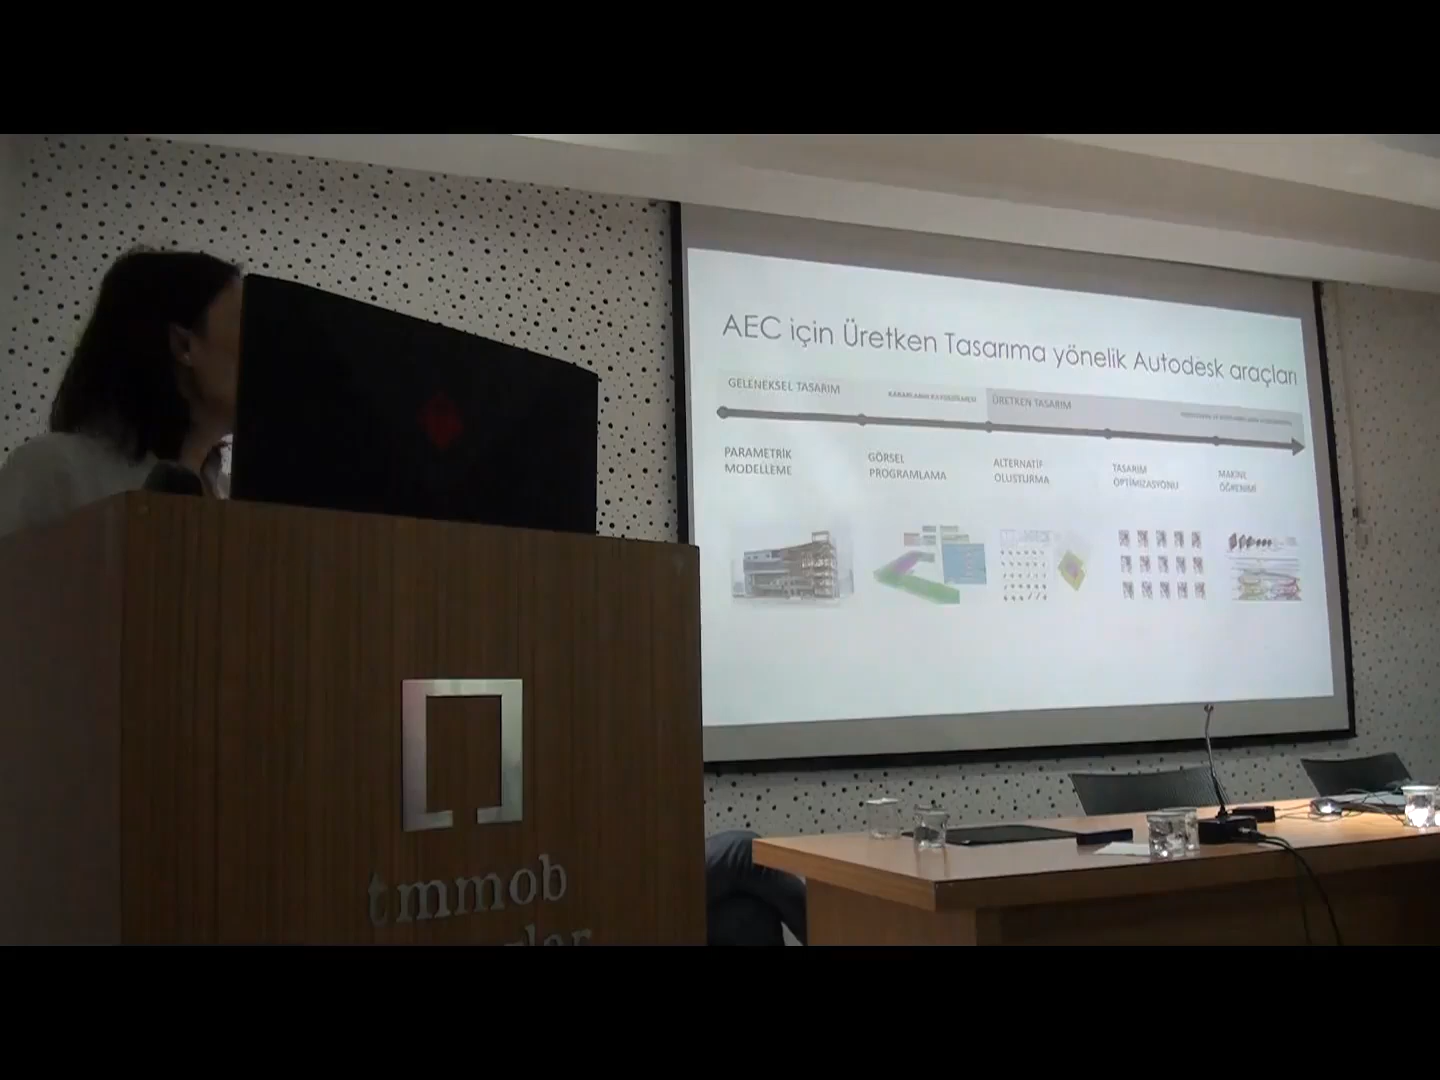 AEC için Üretken Tasarıma yönelik Autodesk araçları
GELENEKSEL TASARIM
ÜRETKEN TASARIM
PARAMETRİK
MODELLEME
GÖRSEL
PROGRAMLAMA
ALTERNATİF
OLUSTURMA
TASARIM
OPTİMİZASYONU
MAKİNE
ÖĞRENİMİ
tmmob